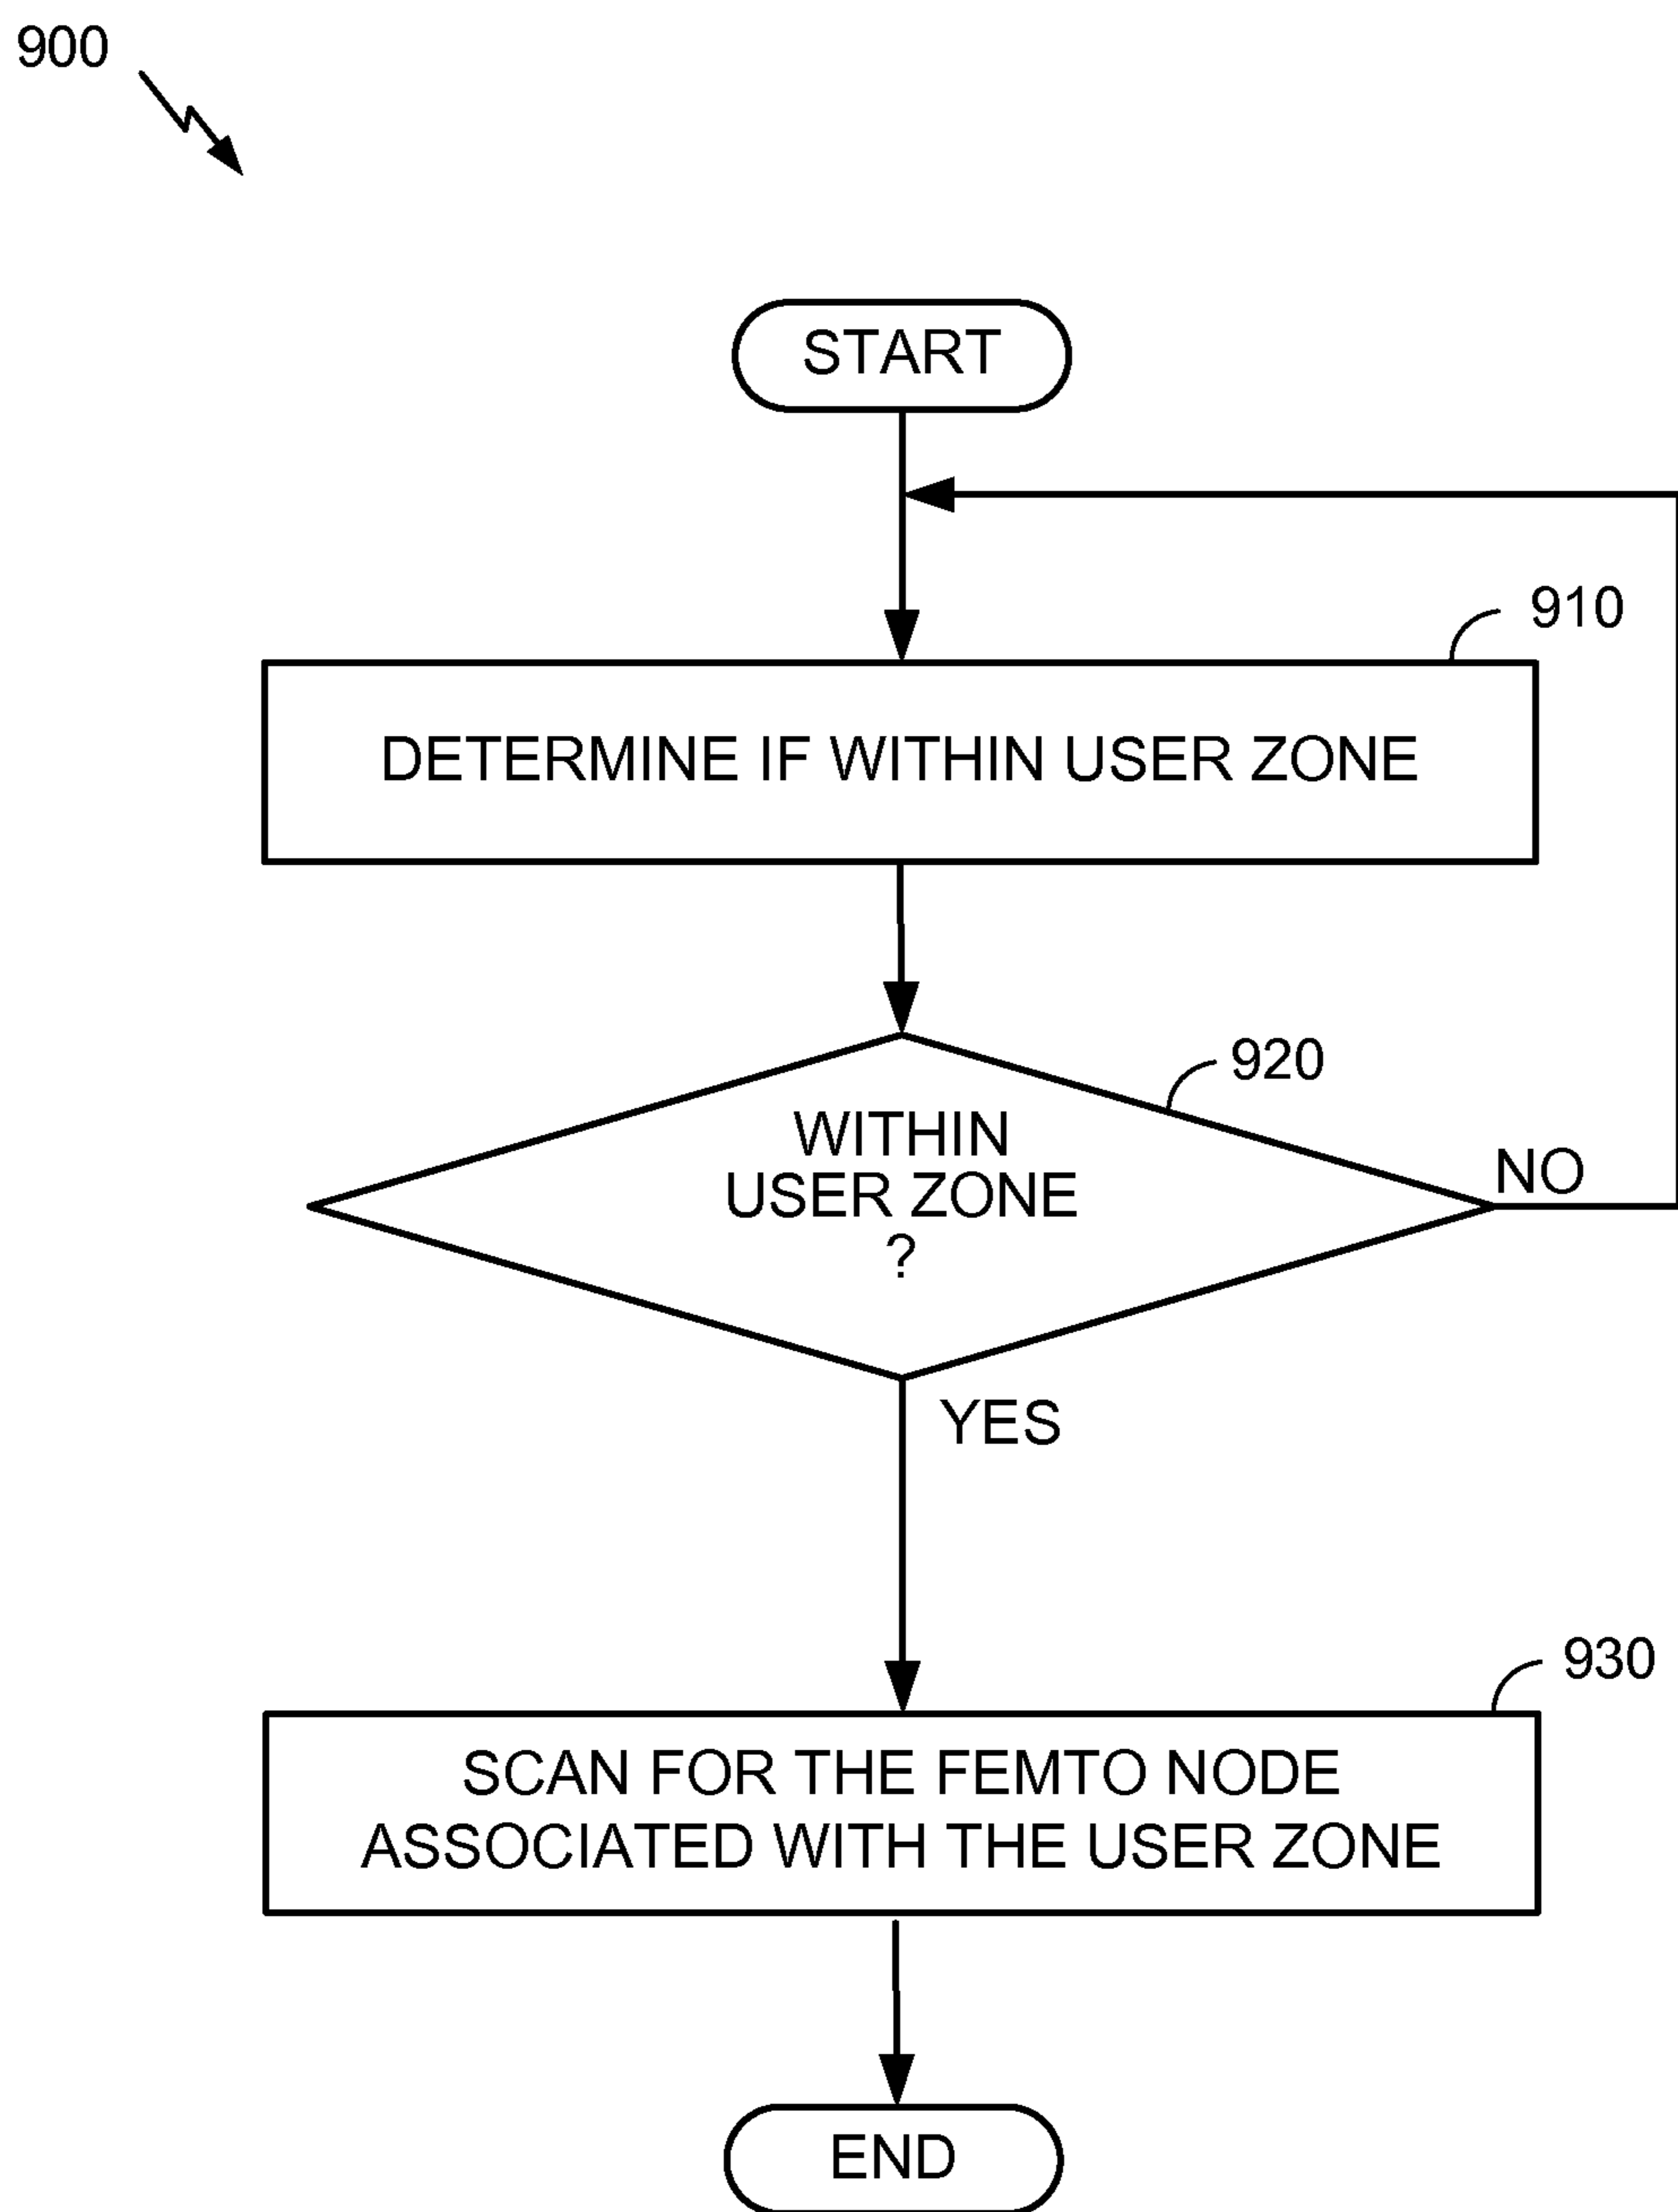 900
START
910
DETERMINE IF WITHIN USER ZONE
920
WITHIN
USER ZONE
?
NO
YES
930
SCAN FOR THE FEMTO NODE
ASSOCIATED WITH THE USER ZONE
END